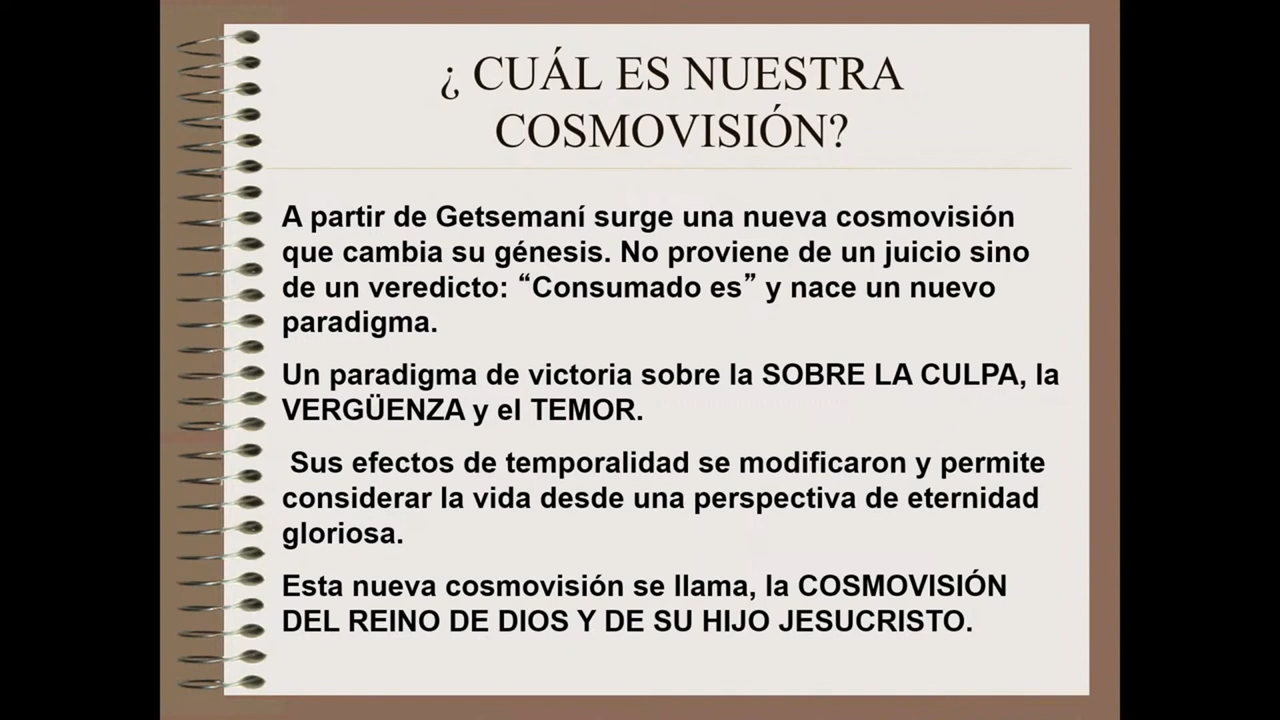 ¿ CUÁL ES NUESTRA
COSMOVISIÓN?
A partir de Getsemaní surge una nueva cosmovisión
que cambia su génesis. No proviene de un juicio sino
de un veredicto: “Consumado es” y nace un nuevo
paradigma.
Un paradigma de victoria sobre la SOBRE LA CULPA, la
VERGÜENZA y el TEMOR.
Sus efectos de temporalidad se modificaron y permite
considerar la vida desde una perspectiva de eternidad
gloriosa.
Esta nueva cosmovisión se llama, la COSMOVISIÓN
DEL REINO DE DIOS Y DE SU HIJO JESUCRISTO.